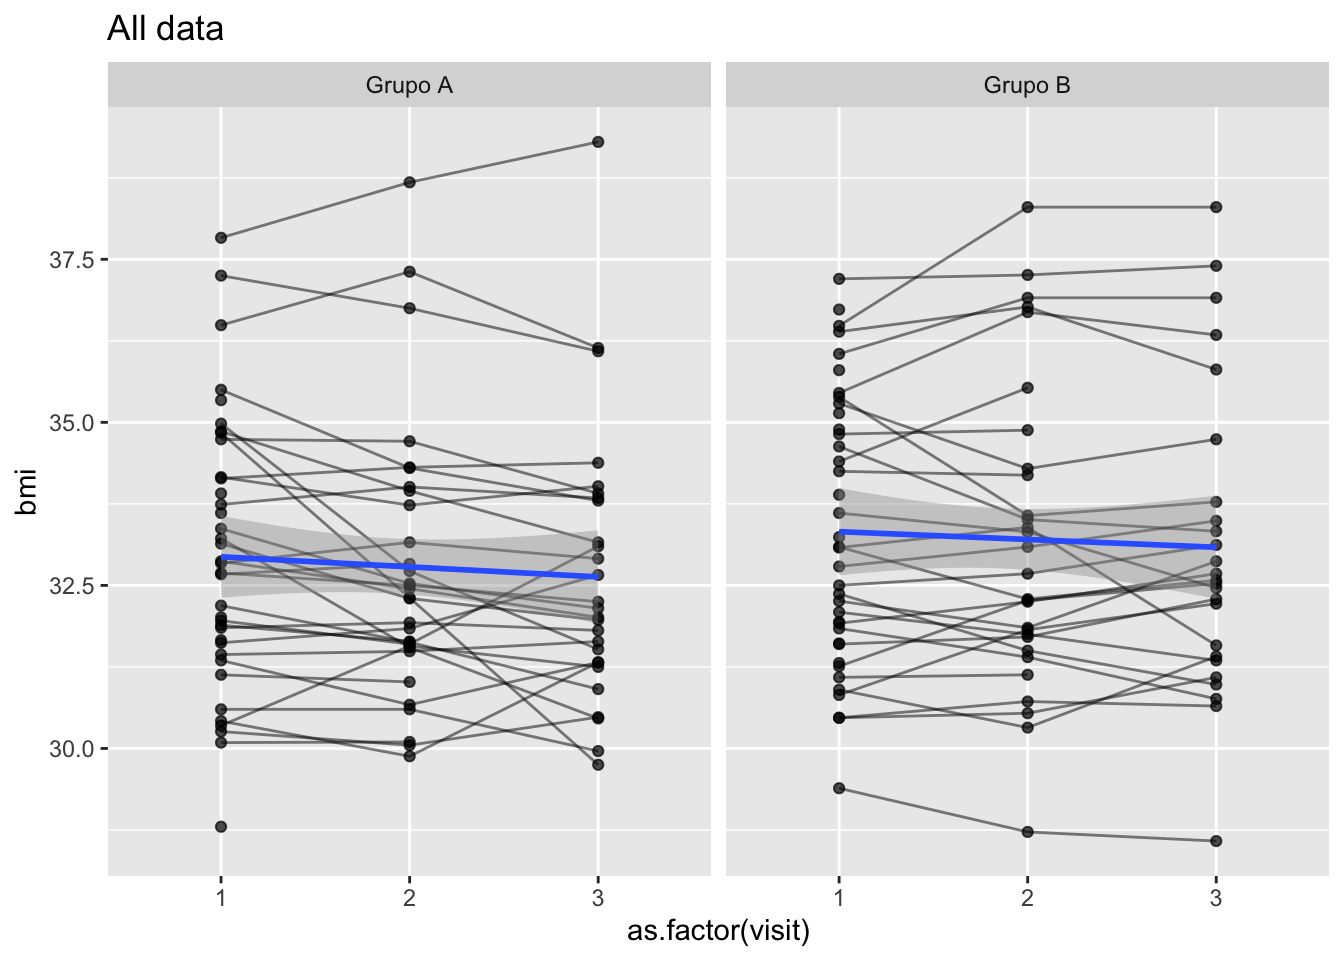 All data
Grupo A
Grupo B
37.5
35.0
32.5
30.0
bmi
1
2
3
1
2
3
as.factor(visit)